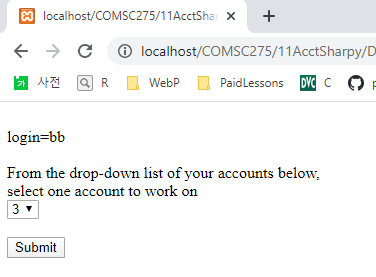 localhost/COMSC275/11AcctShar
localhost/COMSC275/11AcctSharpy/D
사전
R
WebP
PaidLessons
DVC
C
p
login=bb
From the drop-down list of your accounts below,
select one account to work on
3
Submit